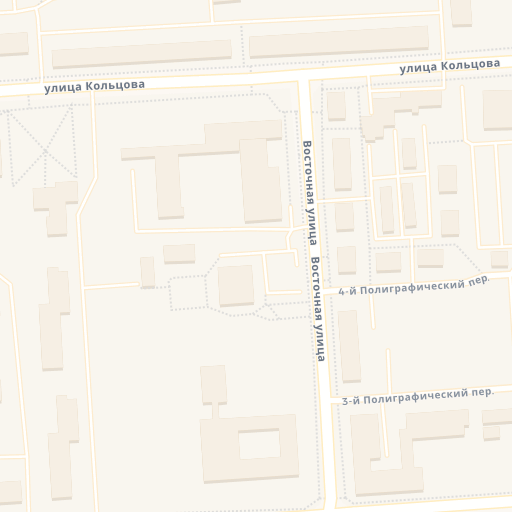 улица Кольцова
улица Кольцова
Восточная улица
Восточная улица
4-й Полиграфический пер.
3-й Полиграфический пер.